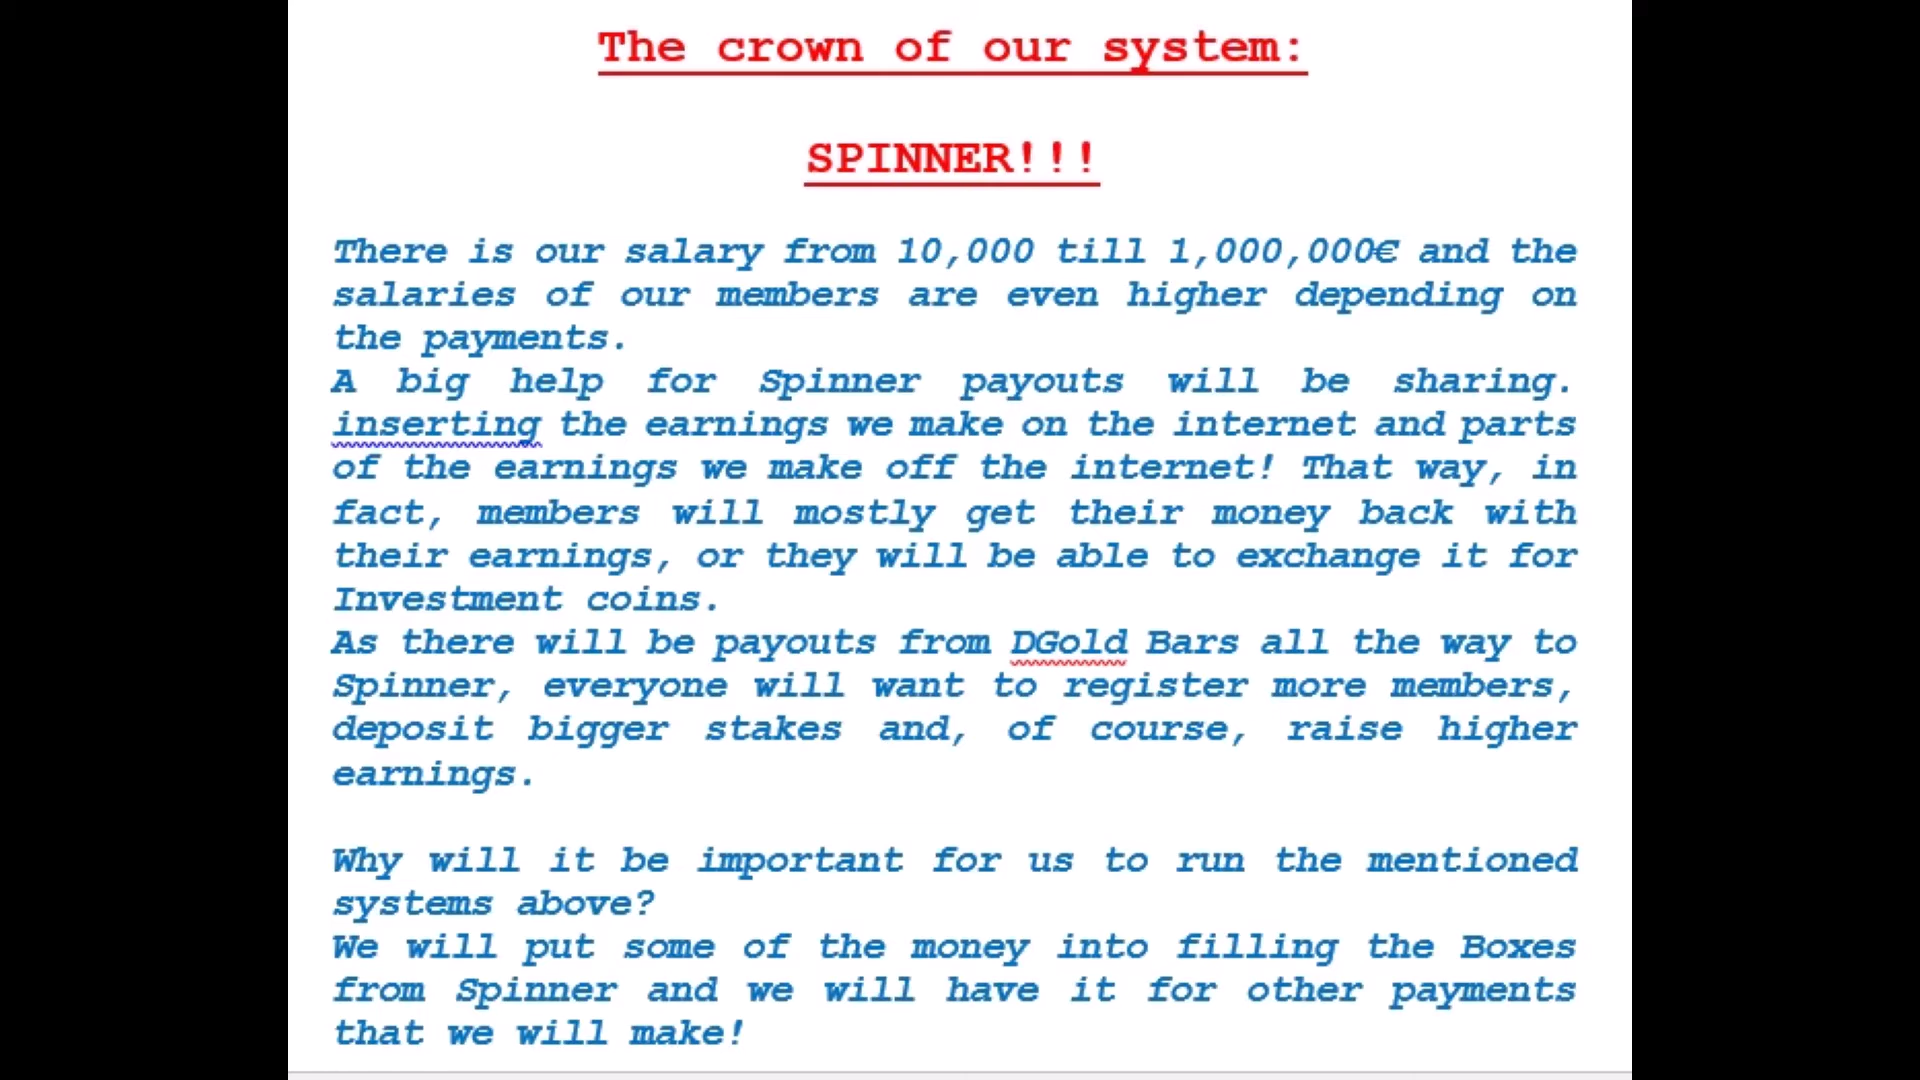 The crown of our system:
SPINNER!!!
There is our salary from 10,000 till 1,000,000€ and the
salaries of our members are even higher depending on
the payments.
A big help for Spinner payouts will be sharing.
inserting the earnings we make on the internet and parts
of the earnings we make off the internet! That way, in
fact, members will mostly get their money back with
their earnings, or they will be able to exchange it for
Investment coins.
As there will be payouts from DGold Bars all the way to
Spinner, everyone will want to register more members,
deposit bigger stakes and, of course, raise higher
earnings.
Why will it be important for us to run the mentioned
systems above?
We will put some of the money into filling the Boxes
from Spinner and we will have it for other payments
that we will make!